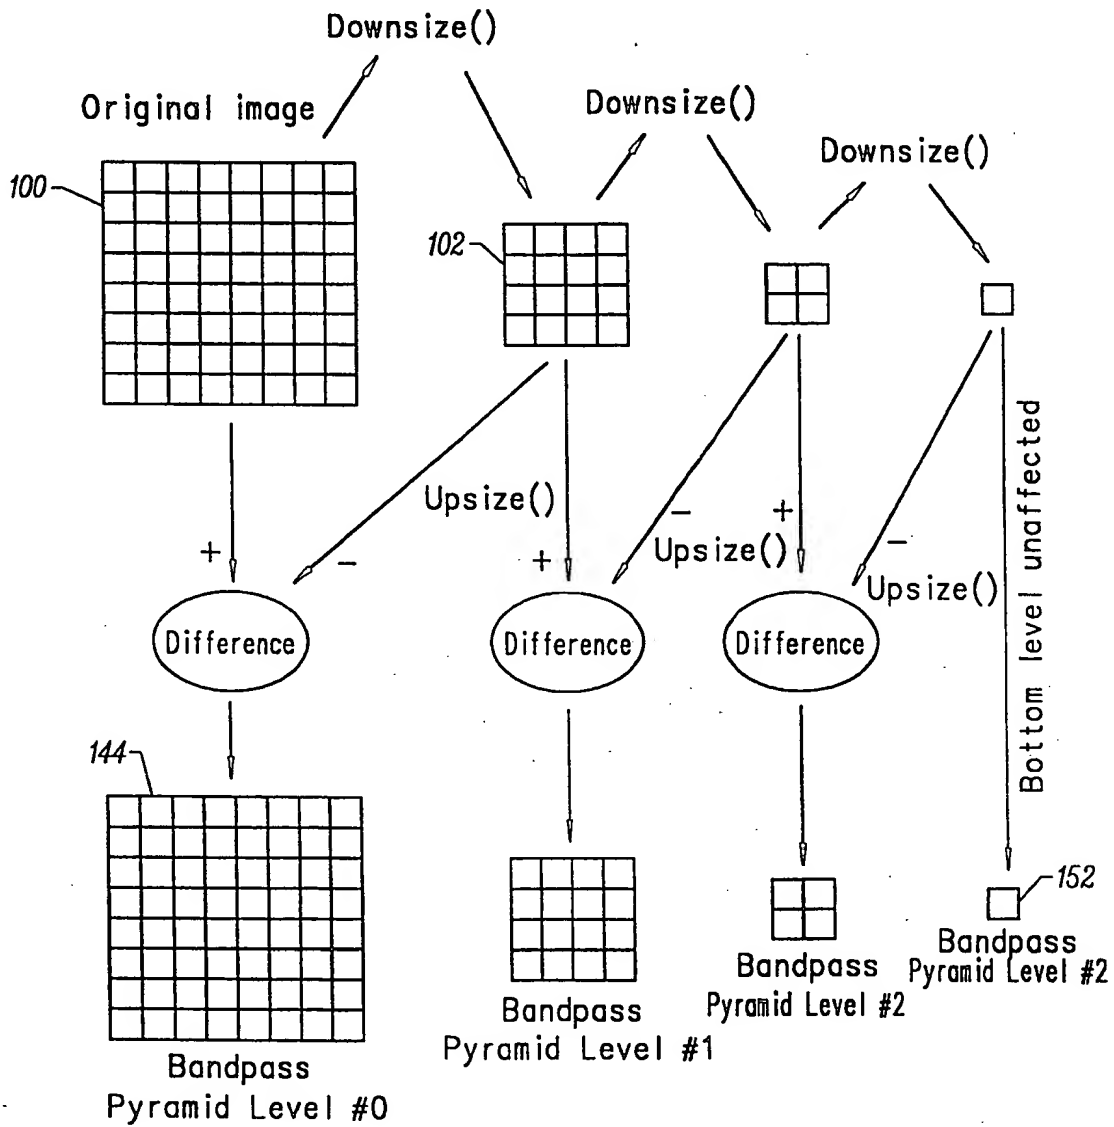 Downsize()
Original image
Downsize()
Downsize()
100
102
Upsize()
+
-
+
-
Upsize()
+
-
Upsize()
Bottom level unaffected
Difference
Difference
Difference
144
152
Bandpass
Pyramid Level #0
Bandpass
Pyramid Level #1
Bandpass
Pyramid Level #2
Bandpass
Pyramid Level #2